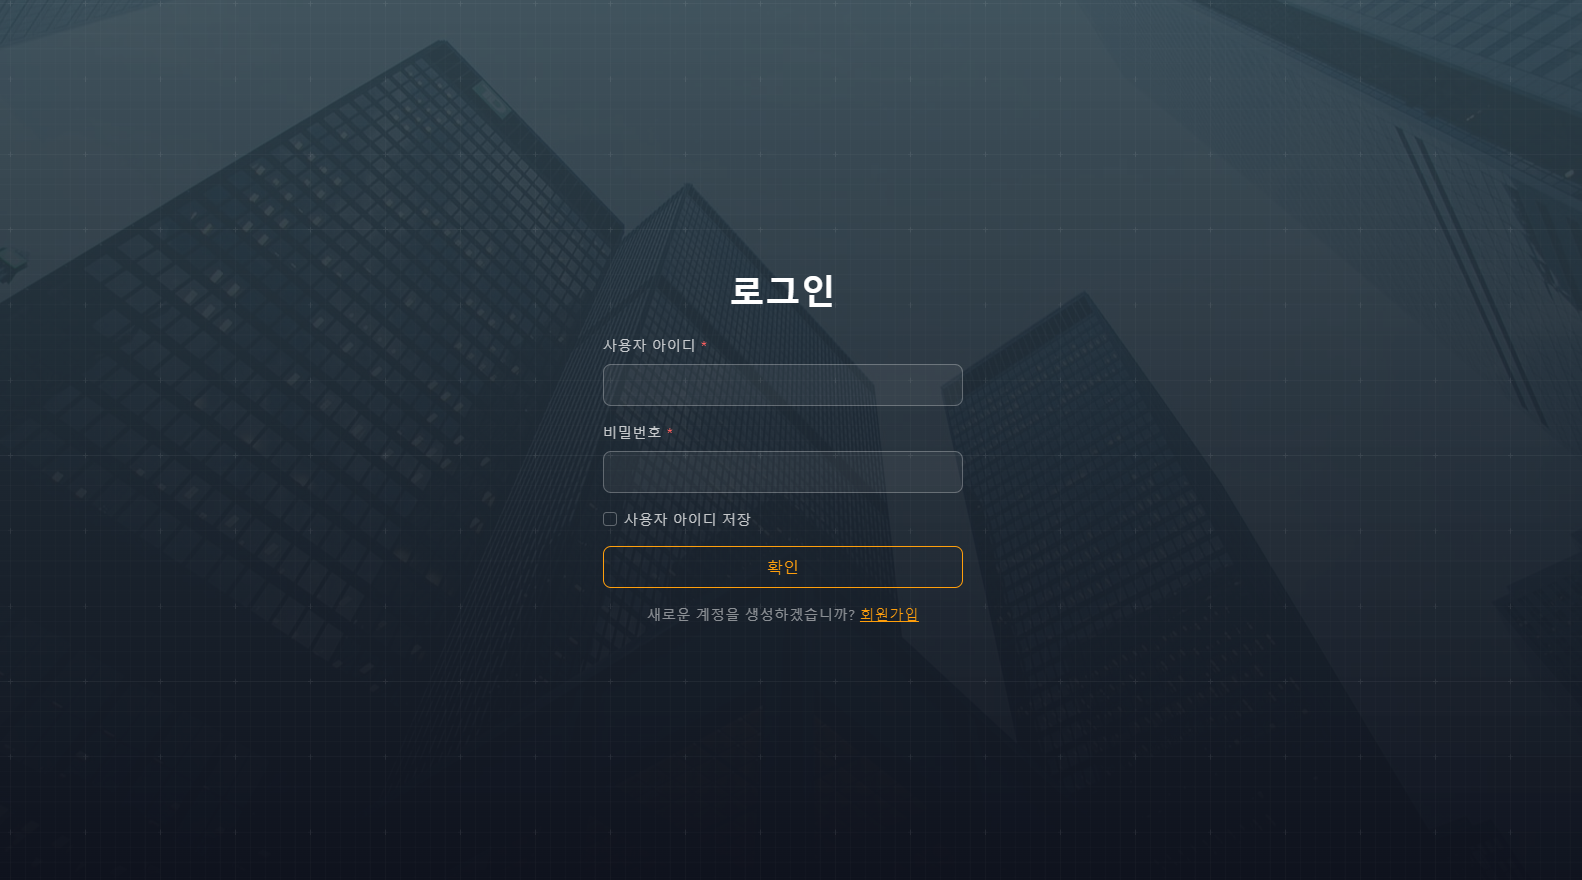 로그인
사용자 아이디 *
비밀번호 *
사용자 아이디 저장
확인
새로운 계정을 생성하겠습니까? 회원가입